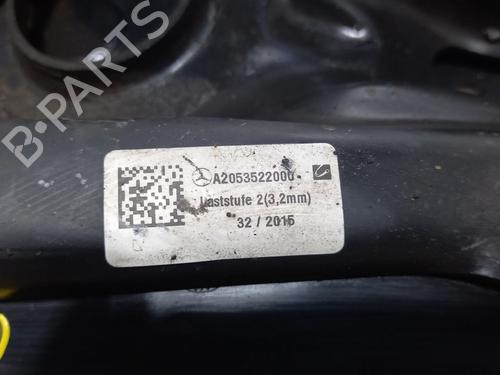 B-PARTS
A2053522000
Laststufe 2(3,2mm)
32 / 2015